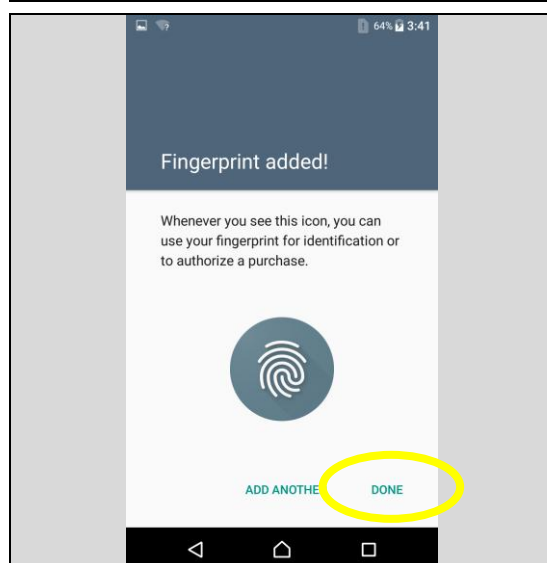 64% 3:41
Fingerprint added!
Whenever you see this icon, you can
use your fingerprint for identification or
to authorize a purchase.
ADD ANOTHE DONE